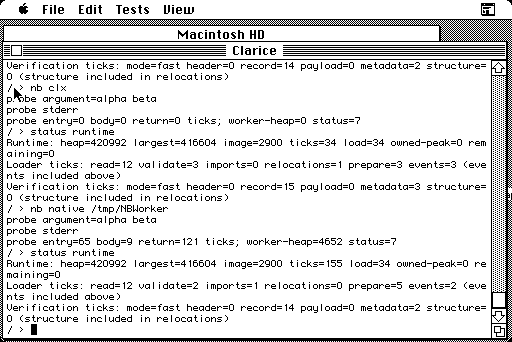 File Edit Tests View
Macintosh HD
Clarice
Verification ticks: mode=fast header=0 record=14 payload=0 metadata=2 structure=
0 (structure included in relocations)
/ > nb clx
probe argument=alpha beta
probe stderr
probe entry=0 body=0 return=0 ticks; worker-heap=0 status=7
/ > status runtime
Runtime: heap=420992 largest=416604 image=2900 ticks=34 load=34 owned-peak=0 rem
aining=0
Loader ticks: read=12 validate=3 imports=0 relocations=1 prepare=3 events=3 (eve
nts included above)
Verification ticks: mode=fast header=0 record=15 payload=0 metadata=3 structure=
0 (structure included in relocations)
/ > nb native /tmp/NBWorker
probe argument=alpha beta
probe stderr
probe entry=65 body=9 return=121 ticks; worker-heap=4652 status=7
/ > status runtime
Runtime: heap=420992 largest=416604 image=2900 ticks=155 load=34 owned-peak=0 re
maining=0
Loader ticks: read=12 validate=2 imports=1 relocations=0 prepare=5 events=2 (eve
nts included above)
Verification ticks: mode=fast header=0 record=14 payload=0 metadata=2 structure=
0 (structure included in relocations)
/ >